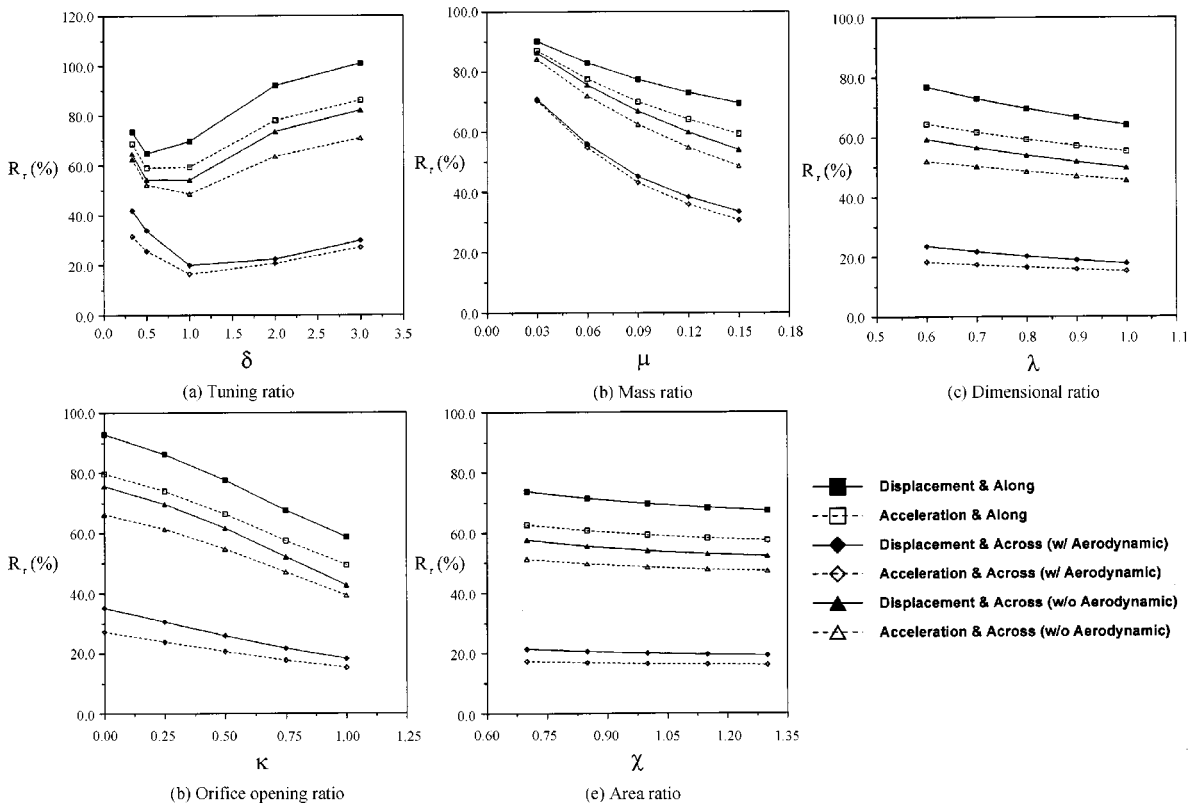 120.0
100.0
80.0
60.0
40.0
20.0
0.0
Rr (%)
0.0 0.5 1.0 1.5 2.0 2.5 3.0 3.5
δ
(a) Tuning ratio
100.0
80.0
60.0
40.0
20.0
0.0
Rr (%)
0.00 0.03 0.06 0.09 0.12 0.15 0.18
μ
(b) Mass ratio
100.0
80.0
60.0
40.0
20.0
0.0
Rr (%)
0.5 0.6 0.7 0.8 0.9 1.0 1.1
λ
(c) Dimensional ratio
100.0
80.0
60.0
40.0
20.0
0.0
Rr (%)
0.00 0.25 0.50 0.75 1.00 1.25
κ
(b) Orifice opening ratio
100.0
80.0
60.0
40.0
20.0
0.0
Rr (%)
0.60 0.75 0.90 1.05 1.20 1.35
χ
(e) Area ratio
Displacement & Along
Acceleration & Along
Displacement & Across (w/ Aerodynamic)
Acceleration & Across (w/ Aerodynamic)
Displacement & Across (w/o Aerodynamic)
Acceleration & Across (w/o Aerodynamic)